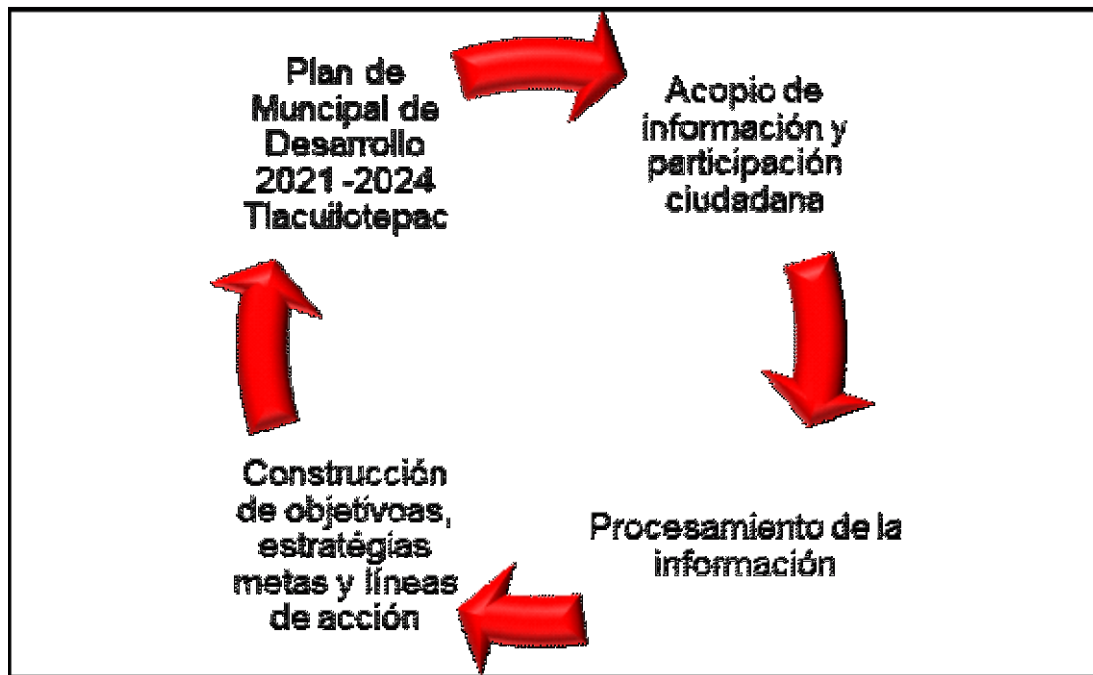 Plan de
Muncipal de
Desarrollo
2021 -2024
Tlacuilotepac
Acopio de
información y
participación
ciudadana
Procesamiento de la
información
Construcción
de objetívoas,
estratégias
metas y líneas
de acción